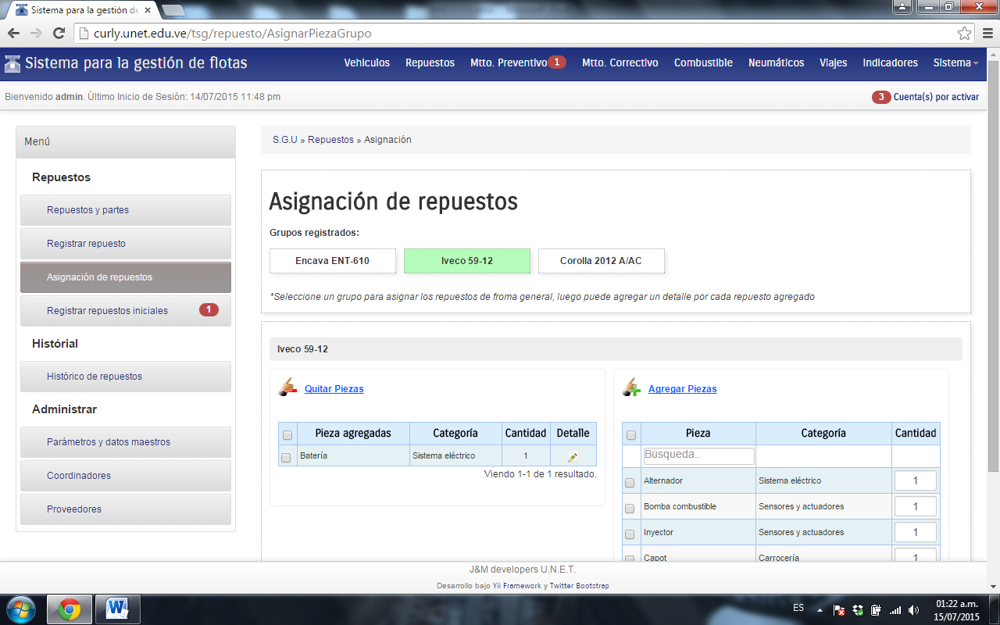 Sistema para la gestión de
curly.unet.edu.ve/tsg/repuesto/AsignarPiezaGrupo
Sistema para la gestión de flotas
Vehiculos Repuestos Mtto. Preventivo 1 Mtto. Correctivo Combustible Neumáticos Viajes Indicadores Sistema
Bienvenido admin. Último Inicio de Sesión: 14/07/2015 11:48 pm
3 Cuenta(s) por activar
Menú
Repuestos
Repuestos y partes
Registrar repuesto
Asignación de repuestos
Registrar repuestos iniciales 1
Histórial
Histórico de repuestos
Administrar
Parámetros y datos maestros
Coordinadores
Proveedores
S.G.U » Repuestos » Asignación
Asignación de repuestos
Grupos registrados:
Encava ENT-610 Iveco 59-12 Corolla 2012 A/AC
*Seleccione un grupo para asignar los repuestos de froma general, luego puede agregar un detalle por cada repuesto agregado
Iveco 59-12
Quitar Piezas
Pieza agregadas Categoría Cantidad Detalle
Batería Sistema eléctrico 1
Viendo 1-1 de 1 resultado.
Agregar Piezas
Pieza Categoría Cantidad
Búsqueda..
Alternador Sistema eléctrico 1
Bomba combustible Sensores y actuadores 1
Inyector Sensores y actuadores 1
Capot Carrocería 1
J&M developers U.N.E.T.
Desarrollo bajo Yii Framework y Twitter Bootstrap
ES
01:22 a.m.
15/07/2015